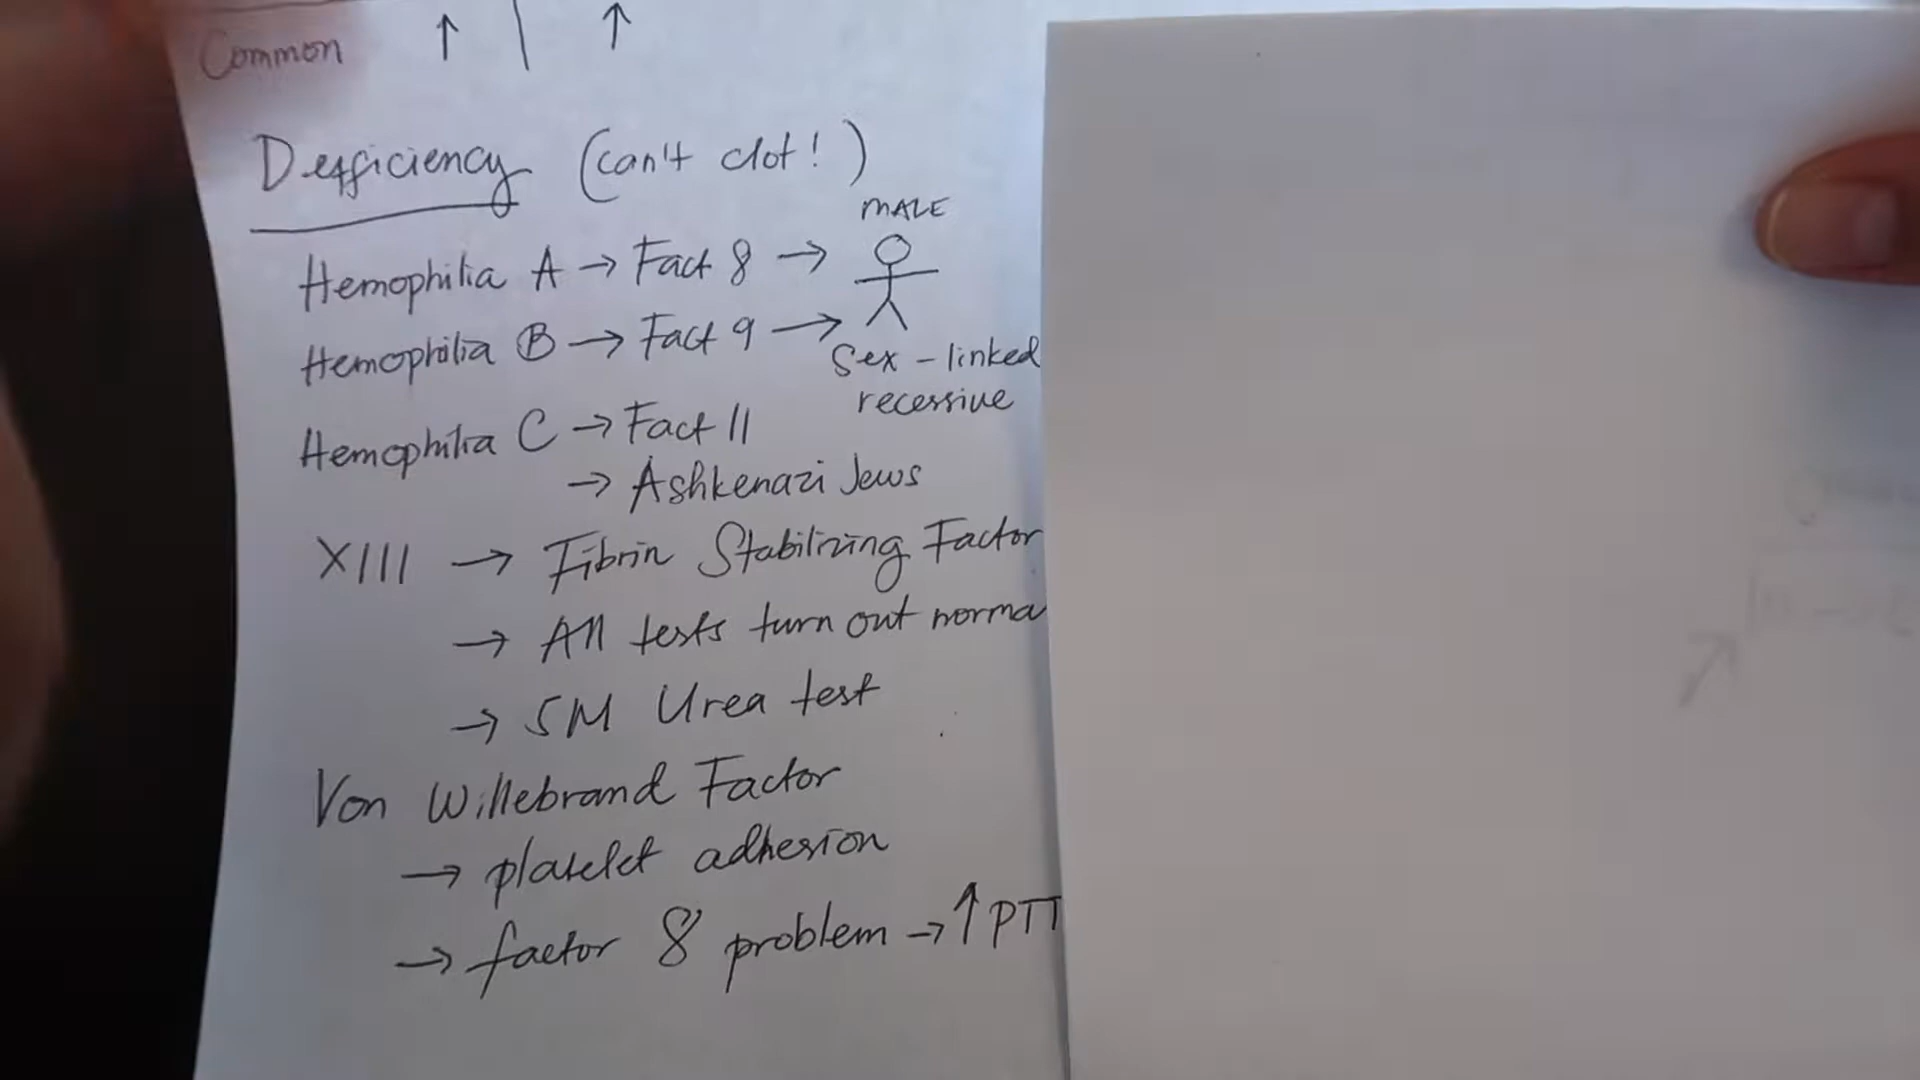 Common ↑ | ↑
Defficiency (can't clot!)
MALE
Hemophilia A → Fact 8 →
Hemophilia B → Fact 9 →
Sex-linked
recessive
Hemophilia C → Fact 11
→ Ashkenazi Jews
XIII → Fibrin Stabilizing Factor
→ All tests turn out norma
→ 5M Urea test
Von Willebrand Factor
→ platelet adhesion
→ factor 8 problem → ↑ PTT